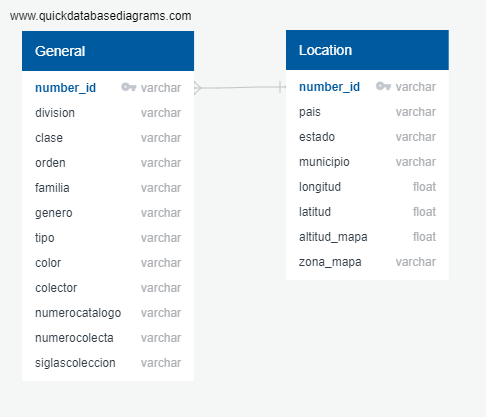 www.quickdatabasediagrams.com
General
number_id varchar
division varchar
clase varchar
orden varchar
familia varchar
genero varchar
tipo varchar
color varchar
colector varchar
numerocatalogo varchar
numerocolecta varchar
siglascoleccion varchar
Location
number_id varchar
pais varchar
estado varchar
municipio varchar
longitud float
latitud float
altitud_mapa float
zona_mapa varchar